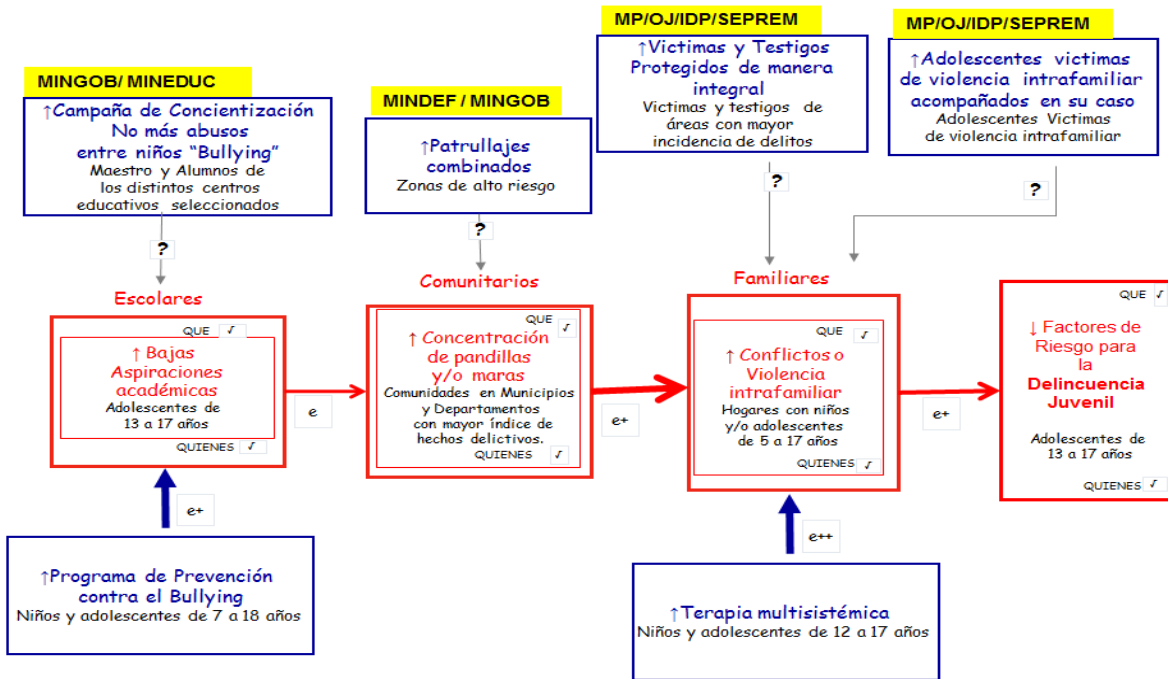 MINGOB/ MINEDUC
↑Campaña de Concientización
No más abusos
entre niños “Bullying”
Maestro y Alumnos de
los distintos centros
educativos seleccionados
?
MINDEF / MINGOB
↑Patrullajes
combinados
Zonas de alto riesgo
?
MP/OJ/IDP/SEPREM
↑Victimas y Testigos
Protegidos de manera
integral
Victimas y testigos de
áreas con mayor
incidencia de delitos
?
MP/OJ/IDP/SEPREM
↑Adolescentes victimas
de violencia intrafamiliar
acompañados en su caso
Adolescentes Victimas
de violencia intrafamiliar
?
Escolares
QUE √
↑ Bajas
Aspiraciones
académicas
Adolescentes de
13 a 17 años
QUIENES √
e
Comunitarios
QUE √
↑ Concentración
de pandillas
y/o maras
Comunidades en Municipios
y Departamentos
con mayor índice de
hechos delictivos.
QUIENES √
e+
Familiares
QUE √
↑ Conflictos o
Violencia
intrafamiliar
Hogares con niños
y/o adolescentes
de 5 a 17 años
QUIENES √
e+
QUE √
↓ Factores de
Riesgo para
la
Delincuencia
Juvenil
Adolescentes de
13 a 17 años
QUIENES √
e+
↑Programa de Prevención
contra el Bullying
Niños y adolescentes de 7 a 18 años
e++
↑Terapia multisistémica
Niños y adolescentes de 12 a 17 años